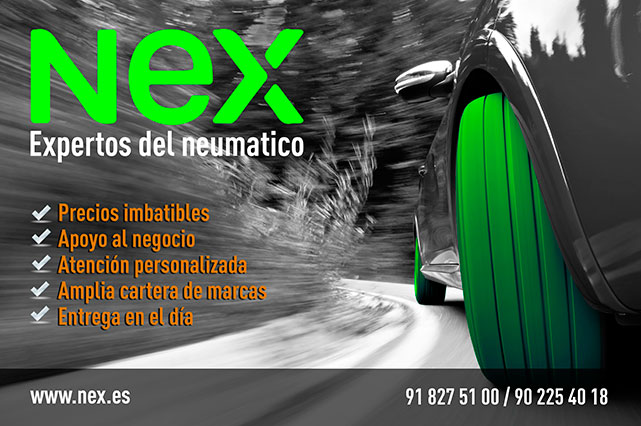 Nex
Expertos del neumatico
Precios imbatibles
Apoyo al negocio
Atención personalizada
Amplia cartera de marcas
Entrega en el día
www.nex.es
91 827 51 00 / 90 225 40 18